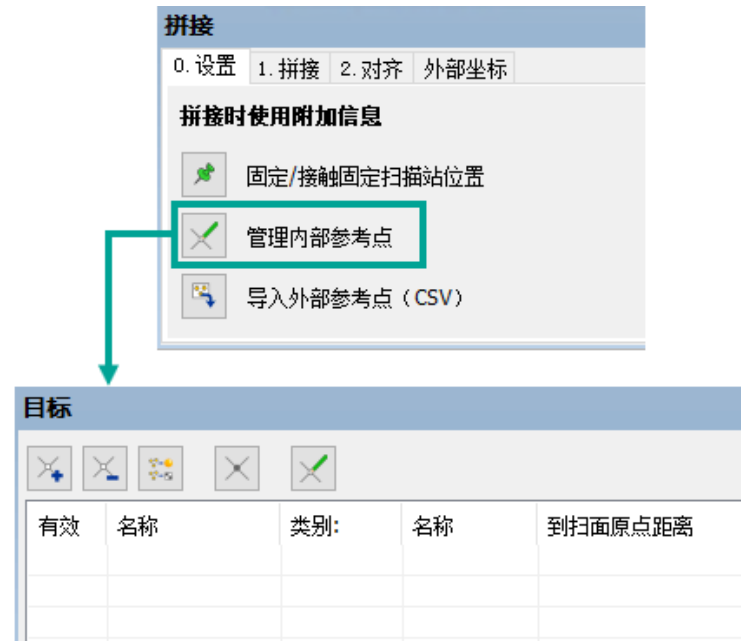 拼接
0. 设置 1. 拼接 2. 对齐 外部坐标
拼接时使用附加信息
固定/接触固定扫描站位置
管理内部参考点
导入外部参考点（CSV）
目标
有效 名称 类别: 名称 到扫面原点距离